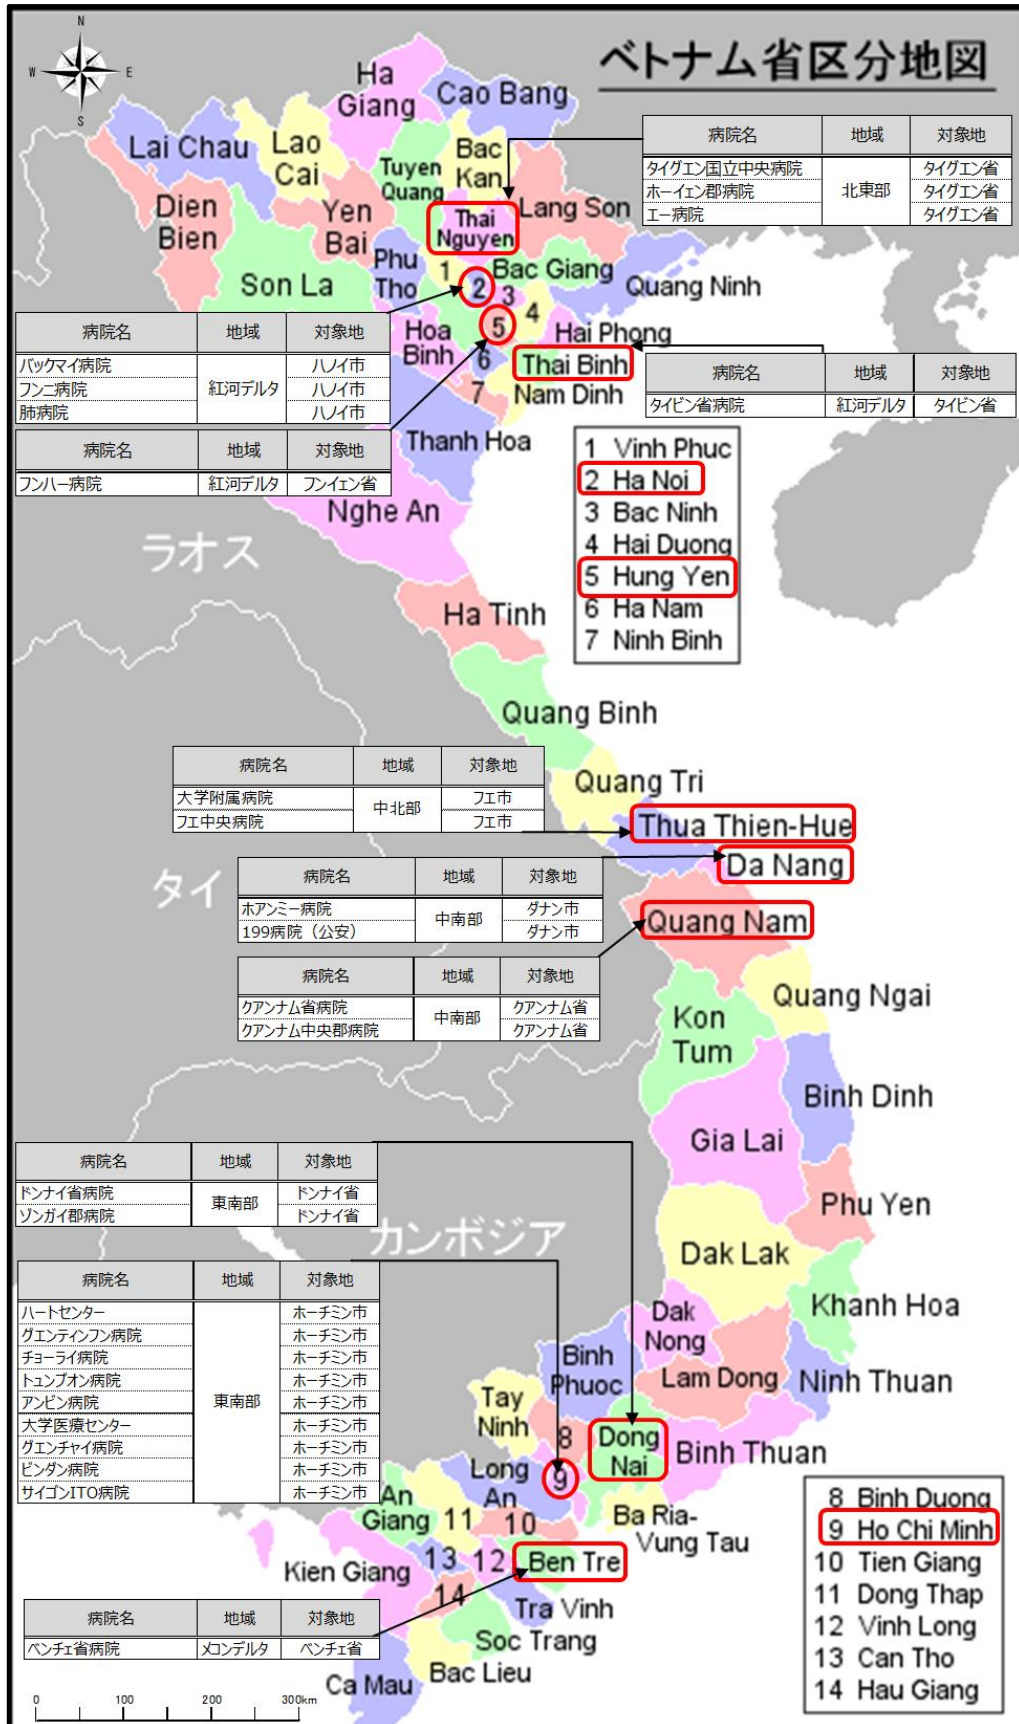 ベトナム省区分地図
N
W
E
S
Ha
Giang
Cao Bang
Lai Chau
Lao
Cai
Bac
Kan
Tuyen
Quang
Dien
Bien
Yen
Bai
Thai
Nguyen
Lang Son
Phu
Tho
1
Bac Giang
Son La
2
3
4
Quang Ninh
Hoa
Binh
5
Hai Phong
6
Thai Binh
7
Nam Dinh
Thanh Hoa
Nghe An
病院名 地域 対象地
タイグエン国立中央病院 北東部 タイグエン省
ホーイェン郡病院 タイグエン省
エー病院 タイグエン省
病院名 地域 対象地
バックマイ病院 紅河デルタ ハノイ市
フンニ病院 ハノイ市
肺病院 ハノイ市
病院名 地域 対象地
タイビン省病院 紅河デルタ タイビン省
病院名 地域 対象地
フンハー病院 紅河デルタ フンイェン省
1 Vinh Phuc
2 Ha Noi
3 Bac Ninh
4 Hai Duong
5 Hung Yen
6 Ha Nam
7 Ninh Binh
ラオス
Ha Tinh
Quang Binh
Quang Tri
病院名 地域 対象地
大学附属病院 中北部 フエ市
フエ中央病院 フエ市
Thua Thien-Hue
Da Nang
タイ
病院名 地域 対象地
ホアンミー病院 中南部 ダナン市
199病院（公安） ダナン市
Quang Nam
病院名 地域 対象地
クアンナム省病院 中南部 クアンナム省
クアンナム中央郡病院 クアンナム省
Quang Ngai
Kon
Tum
Binh Dinh
Gia Lai
病院名 地域 対象地
ドンナイ省病院 東南部 ドンナイ省
ゾンガイ郡病院 ドンナイ省
Phu Yen
カンボジア
Dak Lak
Khanh Hoa
病院名 地域 対象地
ハートセンター 東南部 ホーチミン市
グエンティンフン病院 ホーチミン市
チョーライ病院 ホーチミン市
トュンブオン病院 ホーチミン市
アンビン病院 ホーチミン市
大学医療センター ホーチミン市
グエンチャイ病院 ホーチミン市
ビンダン病院 ホーチミン市
サイゴンITO病院 ホーチミン市
Dak
Nong
Binh
Phuoc
Lam Dong
Ninh Thuan
Tay
Ninh
8
Dong
Nai
Binh Thuan
Long
An
9
An
Giang
11
10
Ba Ria-
Vung Tau
Kien Giang
13
12
Ben Tre
14
Tra Vinh
Soc Trang
Bac Lieu
Ca Mau
病院名 地域 対象地
ベンチェ省病院 メコンデルタ ベンチェ省
8 Binh Duong
9 Ho Chi Minh
10 Tien Giang
11 Dong Thap
12 Vinh Long
13 Can Tho
14 Hau Giang
0 100 200 300km